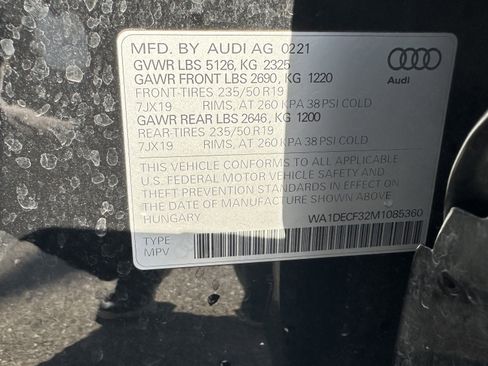 MFD. BY AUDI AG 0221
GVWR LBS 5126, KG 2325
GAWR FRONT LBS 2690, KG 1220
FRONT-TIRES 235/50 R19
7JX19 RIMS, AT 260 KPA 38 PSI COLD
GAWR REAR LBS 2646, KG 1200
REAR-TIRES 235/50 R19
7JX19 RIMS, AT 260 KPA 38 PSI COLD
THIS VEHICLE CONFORMS TO ALL APPLICABLE
U.S. FEDERAL MOTOR VEHICLE SAFETY AND
THEFT PREVENTION STANDARDS IN EFFECT ON
THE DATE OF MANUFACTURE SHOWN ABOVE
HUNGARY WA1DECF32M1085360
TYPE
MPV
Audi